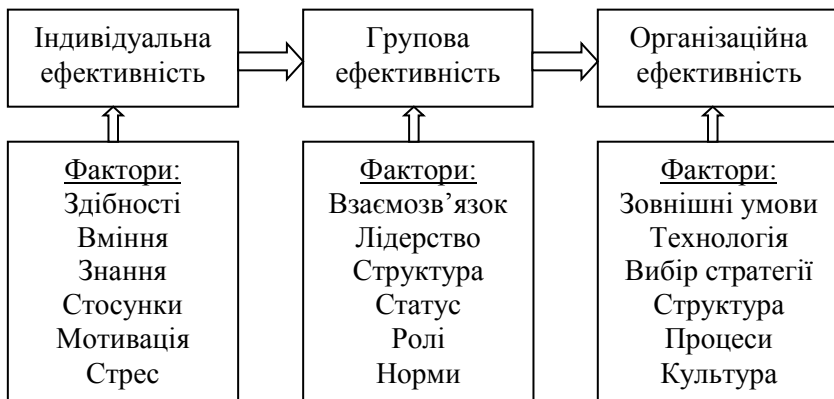 Індивідуальна
ефективність
Групова
ефективність
Організаційна
ефективність
Фактори:
Здібності
Вміння
Знання
Стосунки
Мотивація
Стрес
Фактори:
Взаємозв’язок
Лідерство
Структура
Статус
Ролі
Норми
Фактори:
Зовнішні умови
Технологія
Вибір стратегії
Структура
Процеси
Культура